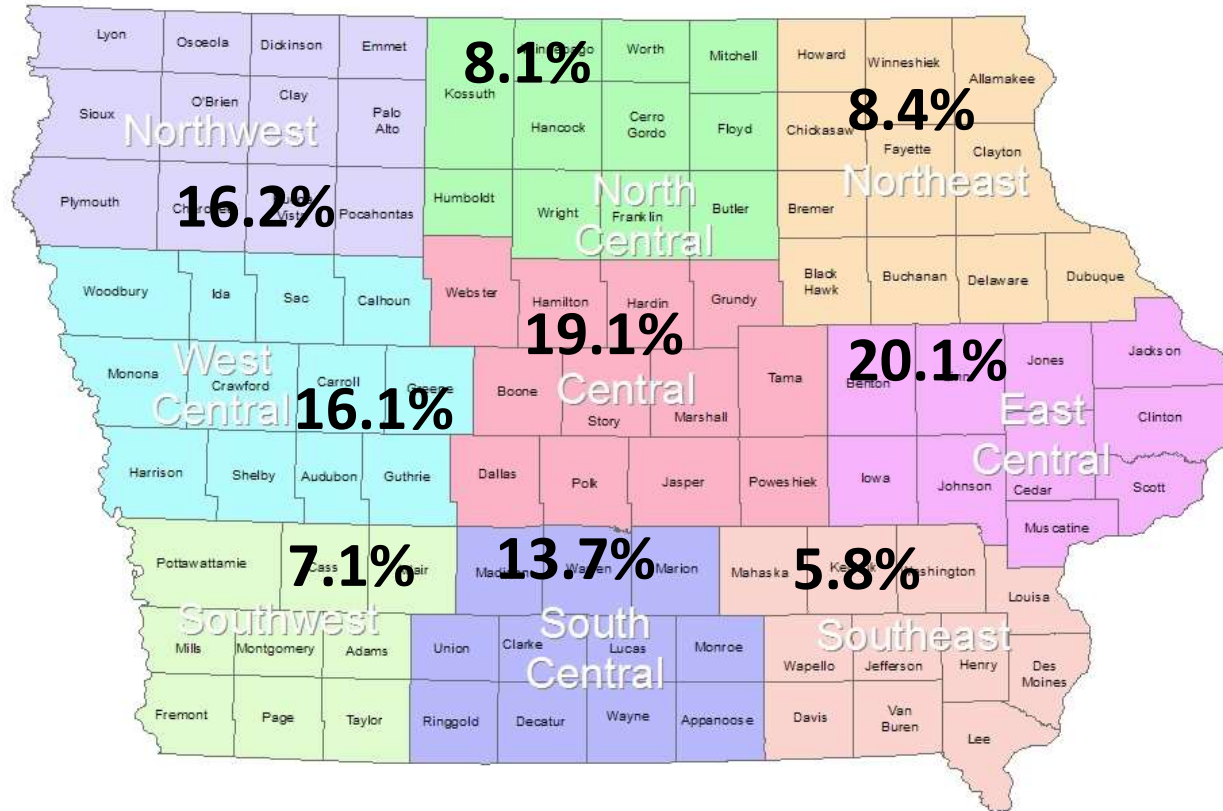 Lyon
Osceola
Dickinson
Emmet
8.1%
Worth
Mitchell
Howard
Winneshiek
Allamakee
Sioux
O'Brien
Clay
Palo
Alto
Kossuth
Hancock
Cerro
Gordo
Floyd
8.4%
Chickasaw
Fayette
Clayton
Northwest
North
Central
Northeast
Plymouth
16.2%
Pocahontas
Humboldt
Wright
Franklin
Butler
Bremer
Woodbury
Ida
Sac
Calhoun
Webster
Hamilton
Hardin
Grundy
Black
Hawk
Buchanan
Delaware
Dubuque
19.1%
20.1%
Monona
West
Central
Crawford
Carroll
Greene
16.1%
Boone
Central
Story
Marshall
Tama
Benton
Jones
Jackson
East
Central
Clinton
Harrison
Shelby
Audubon
Guthrie
Dallas
Polk
Jasper
Poweshiek
Iowa
Johnson
Cedar
Scott
Muscatine
Pottawattamie
Cass
7.1%
13.7%
Marion
Mahaska
5.8%
Washington
Louisa
Southwest
South
Central
Southeast
Mills
Montgomery
Adams
Union
Clarke
Lucas
Monroe
Wapello
Jefferson
Henry
Des
Moines
Fremont
Page
Taylor
Ringgold
Decatur
Wayne
Appanoose
Davis
Van
Buren
Lee